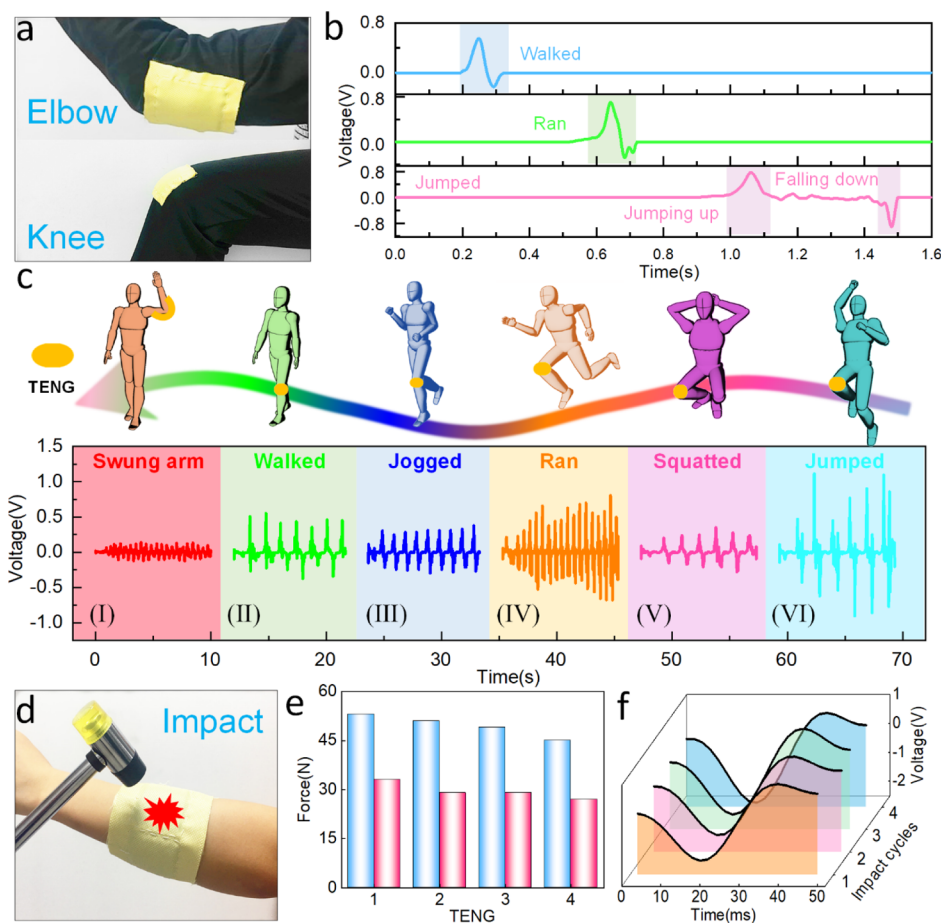 a
Elbow
Knee
b
Voltage(V)
0.8
0.0
0.8
0.0
0.8
0.0
-0.8
Walked
Ran
Jumped
Jumping up
Falling down
0.0 0.2 0.4 0.6 0.8 1.0 1.2 1.4 1.6
Time(s)
c
TENG
Voltage(V)
1.5
1.0
0.5
0.0
-0.5
-1.0
Swung arm Walked Jogged Ran Squatted Jumped
(I) (II) (III) (IV) (V) (VI)
0 10 20 30 40 50 60 70
Time(s)
d
Impact
e
Force(N)
60
45
30
15
0
1 2 3 4
TENG
f
1
0
-1
-2
Voltage(V)
4
3
2
1
Impact cycles
0 10 20 30 40 50
Time(ms)